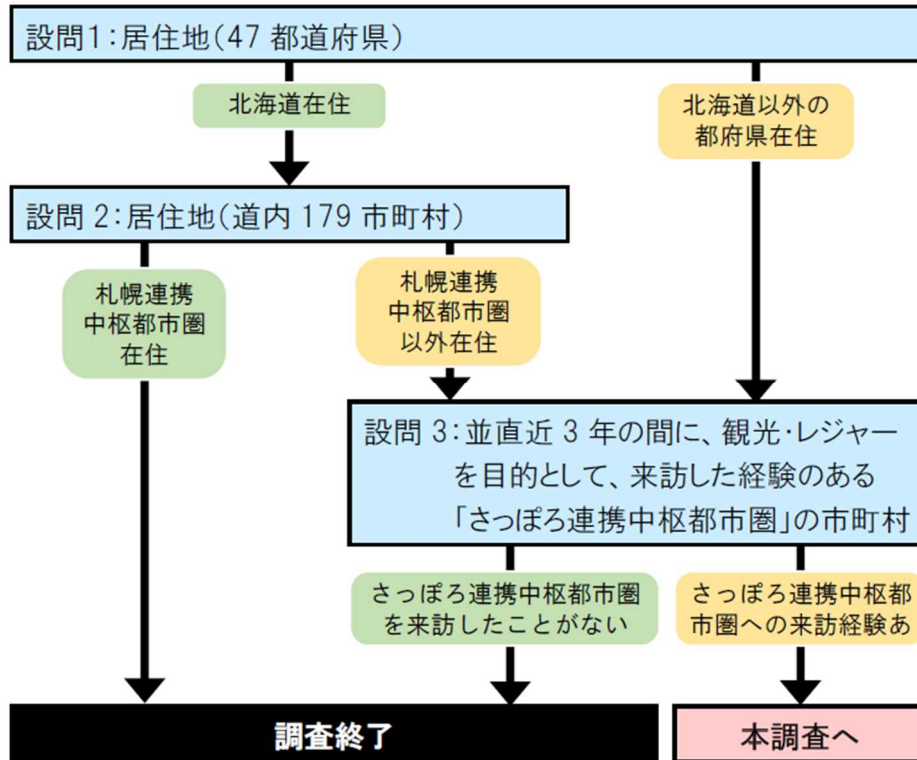 設問1：居住地（47 都道府県）
北海道在住
北海道以外の
都府県在住
設問 2：居住地（道内 179 市町村）
札幌連携
中枢都市圏
在住
札幌連携
中枢都市圏
以外在住
設問 3：並直近 3 年の間に、観光・レジャー
を目的として、来訪した経験のある
「さっぽろ連携中枢都市圏」の市町村
さっぽろ連携中枢都市圏
を来訪したことがない
さっぽろ連携中枢都
市圏への来訪経験あ
調査終了
本調査へ